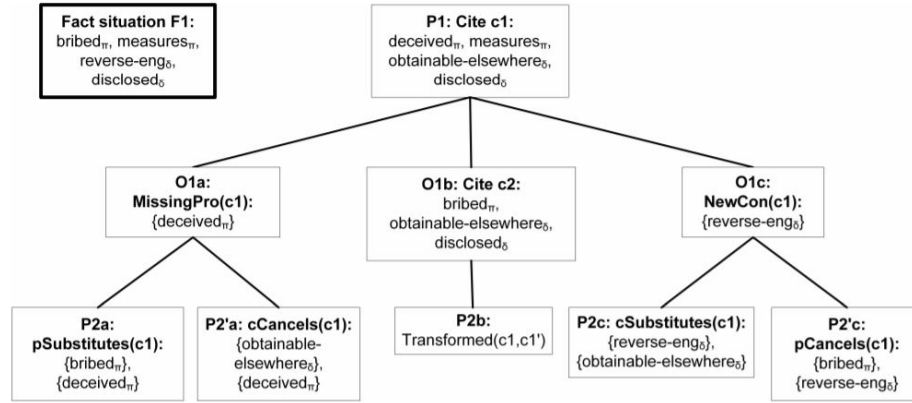 Fact situation F1:
bribedπ, measuresπ,
reverse-engδ,
disclosedδ
P1: Cite c1:
deceivedπ, measuresπ,
obtainable-elsewhereδ,
disclosedδ
O1a:
MissingPro(c1):
{deceivedπ}
O1b: Cite c2:
bribedπ,
obtainable-elsewhereδ,
disclosedδ
O1c:
NewCon(c1):
{reverse-engδ}
P2a:
pSubstitutes(c1):
{bribedπ},
{deceivedπ}
P2'a: cCancels(c1):
{obtainable-
elsewhereδ},
{deceivedπ}
P2b:
Transformed(c1,c1')
P2c: cSubstitutes(c1):
{reverse-engδ},
{obtainable-elsewhereδ}
P2'c:
pCancels(c1):
{bribedπ},
{reverse-engδ}